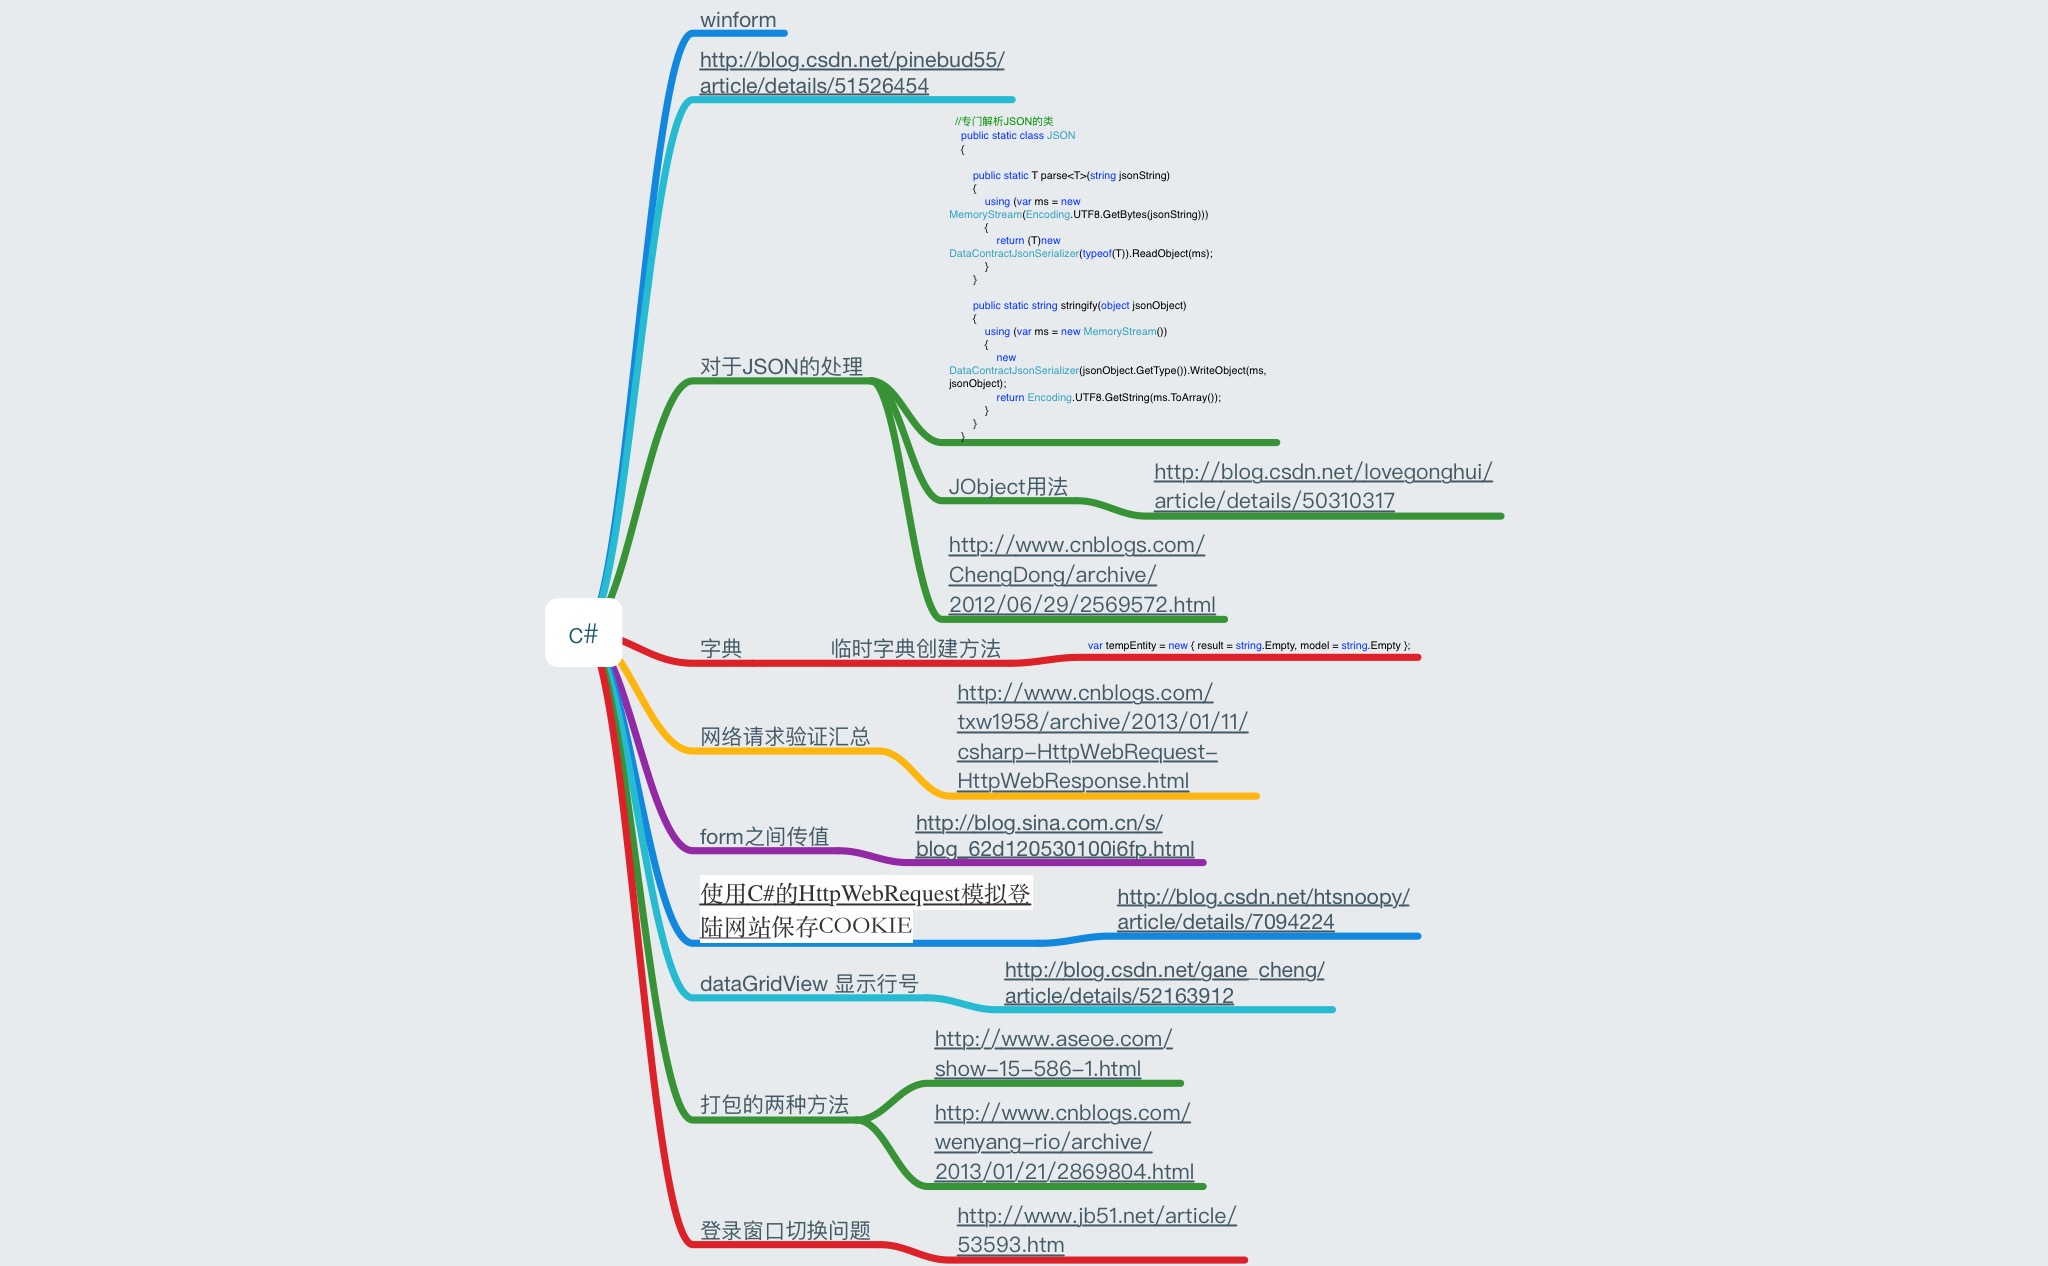 winform
http://blog.csdn.net/pinebud55/
article/details/51526454
//专门解析JSON的类
public static class JSON
{
public static T parse<T>(string jsonString)
{
using (var ms = new
MemoryStream(Encoding.UTF8.GetBytes(jsonString)))
{
return (T)new
DataContractJsonSerializer(typeof(T)).ReadObject(ms);
}
}
public static string stringify(object jsonObject)
{
using (var ms = new MemoryStream())
{
new
DataContractJsonSerializer(jsonObject.GetType()).WriteObject(ms,
jsonObject);
return Encoding.UTF8.GetString(ms.ToArray());
}
}
}
对于JSON的处理
JObject用法
http://blog.csdn.net/lovegonghui/
article/details/50310317
http://www.cnblogs.com/
ChengDong/archive/
2012/06/29/2569572.html
c#
字典
临时字典创建方法
var tempEntity = new { result = string.Empty, model = string.Empty };
网络请求验证汇总
http://www.cnblogs.com/
txw1958/archive/2013/01/11/
csharp-HttpWebRequest-
HttpWebResponse.html
form之间传值
http://blog.sina.com.cn/s/
blog_62d120530100i6fp.html
使用C#的HttpWebRequest模拟登
陆网站保存COOKIE
http://blog.csdn.net/htsnoopy/
article/details/7094224
dataGridView 显示行号
http://blog.csdn.net/gane_cheng/
article/details/52163912
打包的两种方法
http://www.aseoe.com/
show-15-586-1.html
http://www.cnblogs.com/
wenyang-rio/archive/
2013/01/21/2869804.html
登录窗口切换问题
http://www.jb51.net/article/
53593.htm